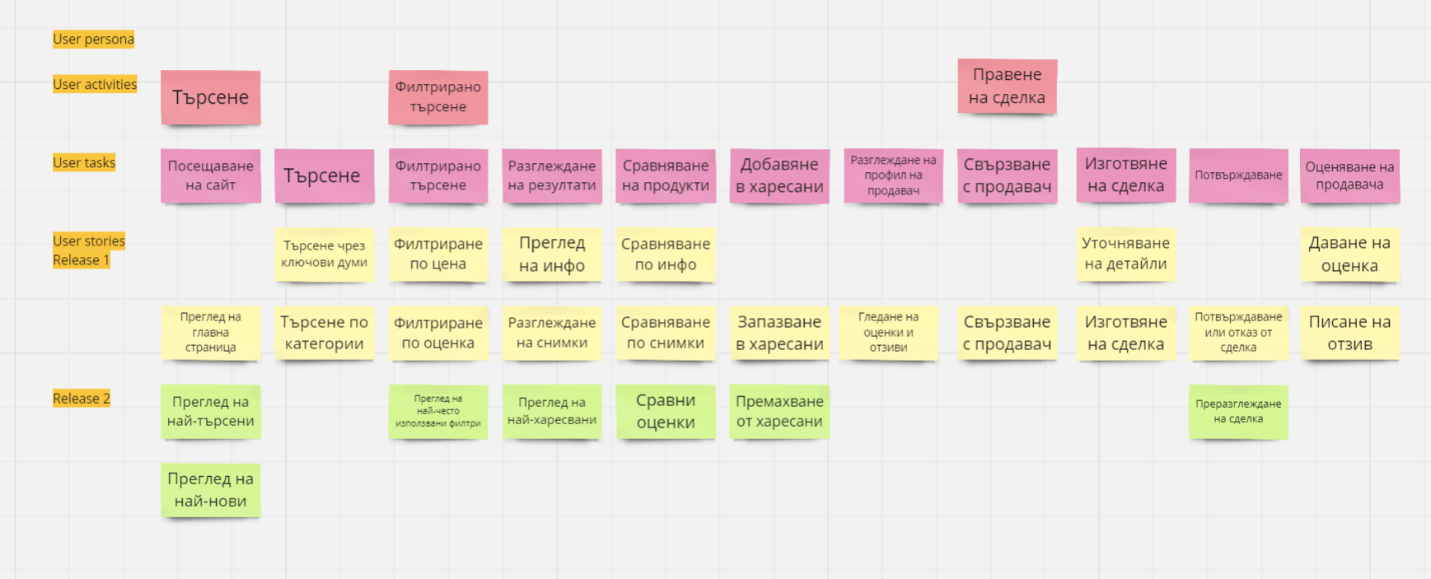 User persona
User activities
Търсене
Филтрирано
търсене
Правене
на сделка
User tasks
Посещаване
на сайт
Търсене
Филтрирано
търсене
Разглеждане
на резултати
Сравняване
на продукти
Добавяне
в харесани
Разглеждане на
профил на
продавач
Свързване
с продавач
Изготвяне
на сделка
Потвърждаване
Оценяване на
продавача
User stories
Release 1
Търсене чрез
ключови думи
Филтриране
по цена
Преглед
на инфо
Сравняване
по инфо
Уточняване
на детайли
Даване на
оценка
Преглед на
главна
страница
Търсене по
категории
Филтриране
по оценка
Разглеждане
на снимки
Сравняване
по снимки
Запазване
в харесани
Гледане на
оценки и
отзиви
Свързване
с продавач
Изготвяне
на сделка
Потвърждаване
или отказ от
сделка
Писане на
отзив
Release 2
Преглед на
най-търсени
Преглед на
най-често
използвани филтри
Преглед на
най-харесвани
Сравни
оценки
Премахване
от харесани
Преразглеждане
на сделка
Преглед на
най-нови